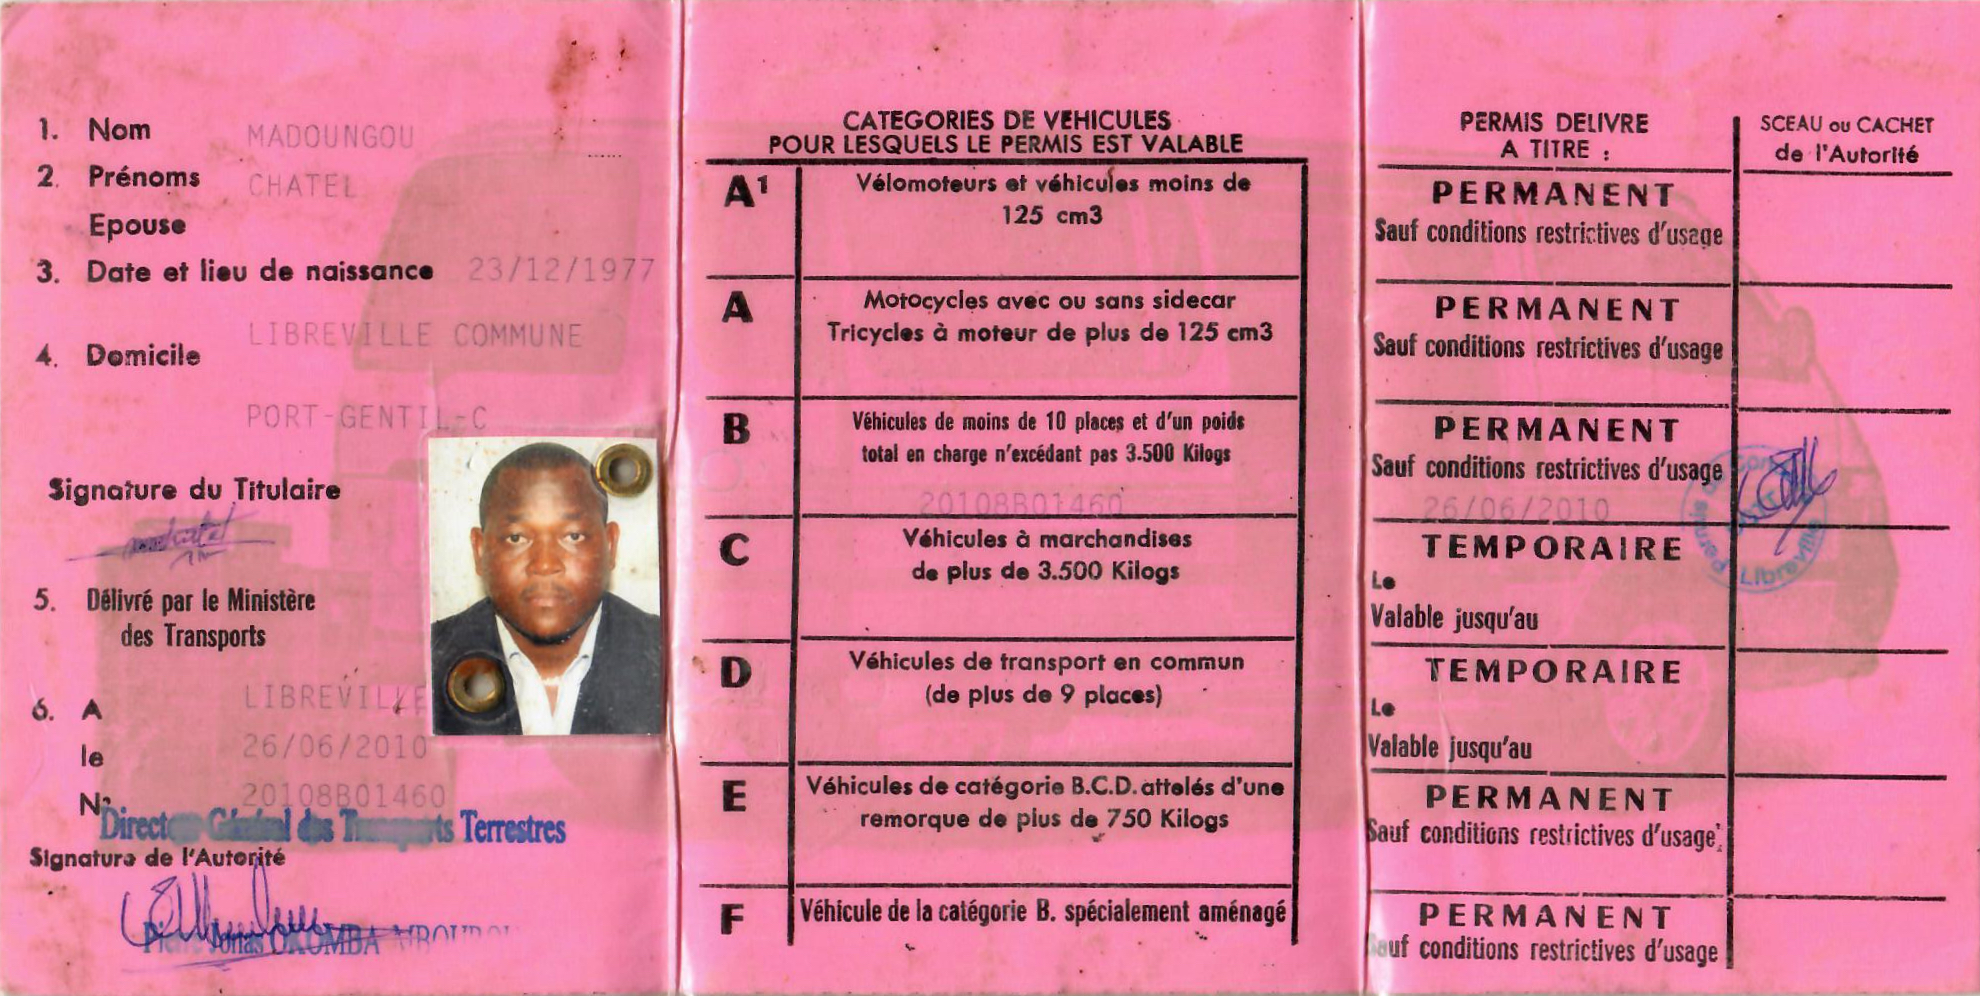 1. Nom MADOUNGOU
2. Prénoms CHATEL
Epouse
3. Date et lieu de naissance 23/12/1977
LIBREVILLE COMMUNE
4. Domicile
PORT-GENTIL-C
Signature du Titulaire
5. Délivré par le Ministère
des Transports
6. A LIBREVILLE
le 26/06/2010
N° 20108B01460
Directeur Général des Transports Terrestres
Signature de l'Autorité
Pierre Jonas OKOMBA
CATEGORIES DE VEHICULES
POUR LESQUELS LE PERMIS EST VALABLE
A1 Vélomoteurs et véhicules moins de
125 cm3
A Motocycles avec ou sans sidecar
Tricycles à moteur de plus de 125 cm3
B Véhicules de moins de 10 places et d'un poids
total en charge n'excédant pas 3.500 Kilogs
20108B01460
C Véhicules à marchandises
de plus de 3.500 Kilogs
D Véhicules de transport en commun
(de plus de 9 places)
E Véhicules de catégorie B.C.D. attelés d'une
remorque de plus de 750 Kilogs
F Véhicule de la catégorie B. spécialement aménagé
PERMIS DELIVRE
A TITRE :
SCEAU ou CACHET
de l'Autorité
PERMANENT
Sauf conditions restrictives d'usage
PERMANENT
Sauf conditions restrictives d'usage
PERMANENT
Sauf conditions restrictives d'usage
26/06/2010
TEMPORAIRE
Le
Valable jusqu'au
TEMPORAIRE
Le
Valable jusqu'au
PERMANENT
Sauf conditions restrictives d'usage
PERMANENT
Sauf conditions restrictives d'usage
permis
Libreville